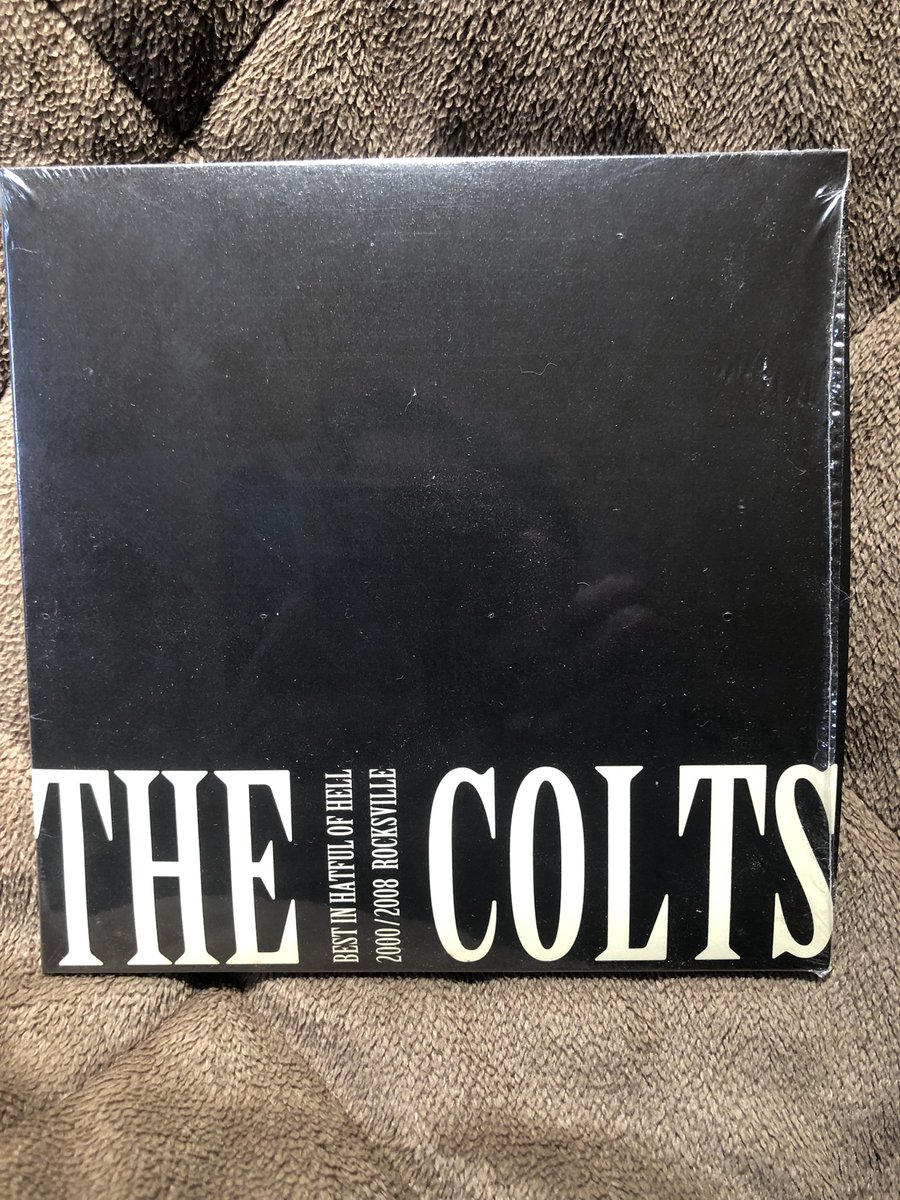 THE
BEST IN HATFUL OF HELL
2000/2008 ROCKSVILLE
COLTS